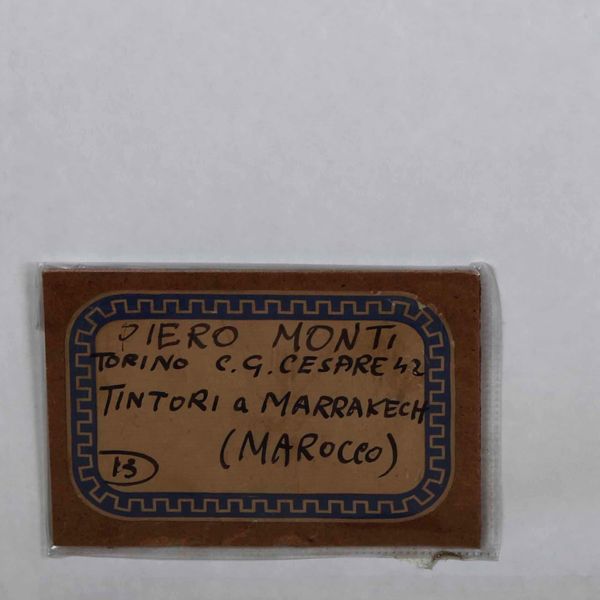 PIERO MONTI
TORINO C.G. CESARE 42
TINTORI a MARRAKECH
(MAROCCO)
13